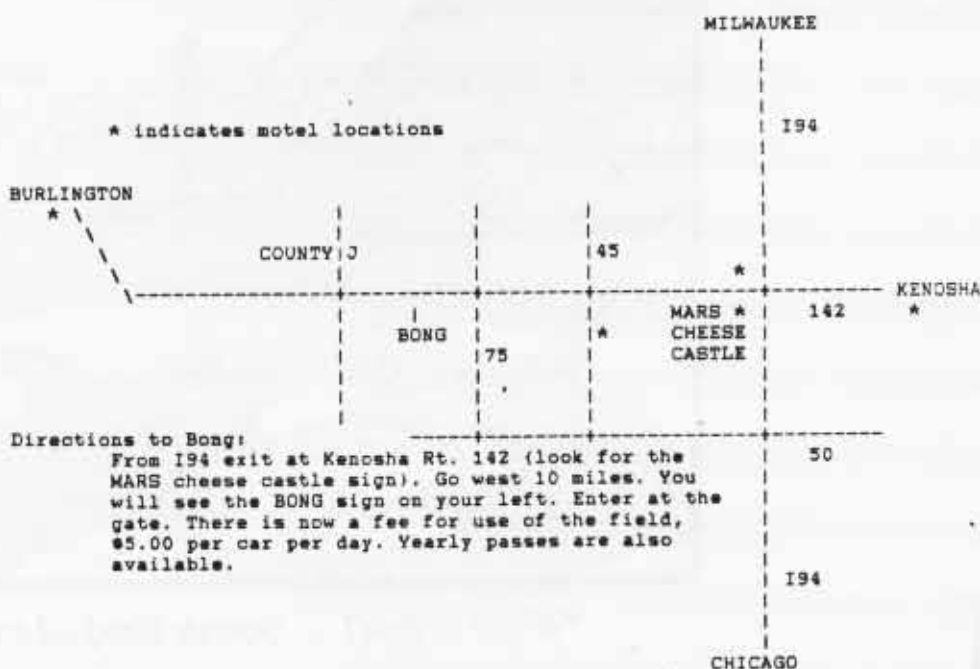 MILWAUKEE
* indicates motel locations
I94
BURLINGTON
*
COUNTY J
45
*
KENOSHA
BONG
MARS *
142
*
*
CHEESE
75
CASTLE
Directions to Bong:
50
From I94 exit at Kenosha Rt. 142 (look for the
MARS cheese castle sign). Go west 10 miles. You
will see the BONG sign on your left. Enter at the
gate. There is now a fee for use of the field,
$5.00 per car per day. Yearly passes are also
available.
I94
CHICAGO